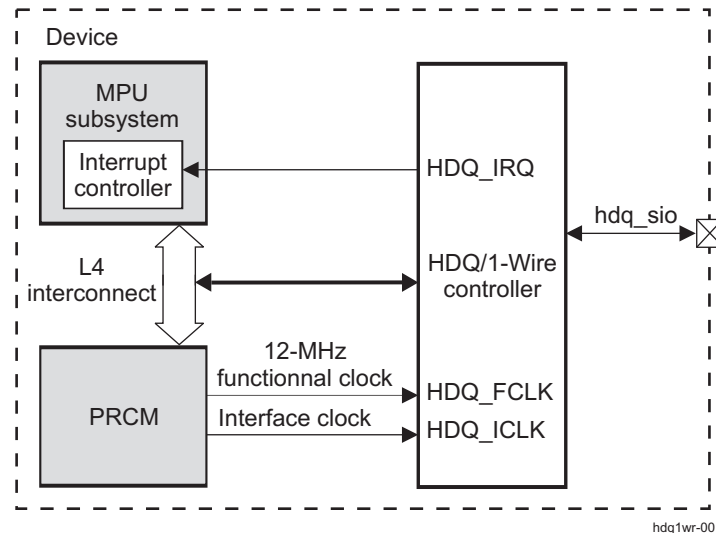 Device
MPU
subsystem
Interrupt
controller
HDQ_IRQ
hdq_sio
L4
interconnect
HDQ/1-Wire
controller
12-MHz
functionnal clock
PRCM
HDQ_FCLK
Interface clock
HDQ_ICLK
hdq1wr-00